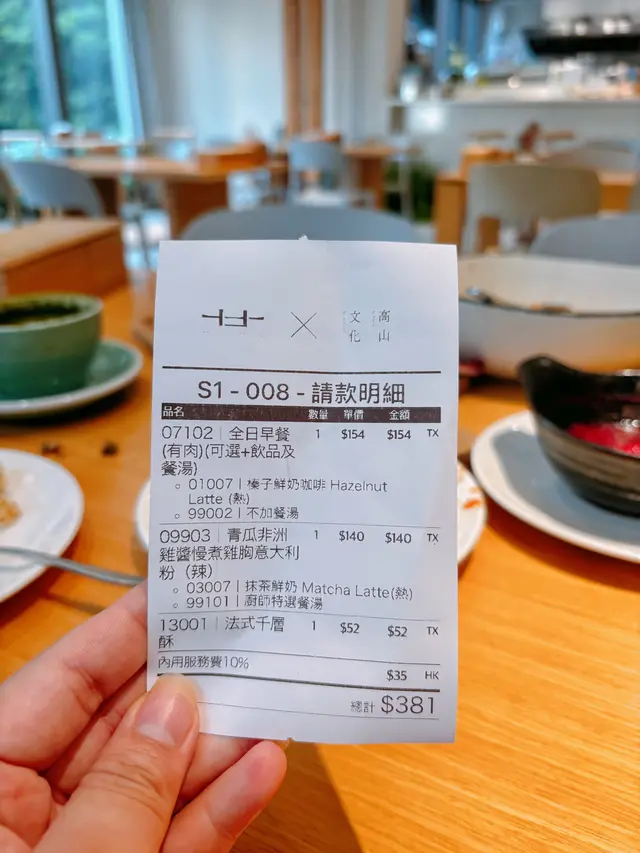 文化 高山
S1 - 008 - 請款明細
品名 數量 單價 金額
07102 | 全日早餐 1 $154 $154 TX
(有肉)(可選+飲品及
餐湯)
01007 | 榛子鮮奶咖啡 Hazelnut
Latte (熱)
99002 | 不加餐湯
09903 | 青瓜非洲 1 $140 $140 TX
雞醬慢煮雞胸意大利
粉（辣）
03007 | 抹茶鮮奶 Matcha Latte(熱)
99101 | 廚師特選餐湯
13001 | 法式千層 1 $52 $52 TX
酥
內用服務費10% $35 HK
總計 $381